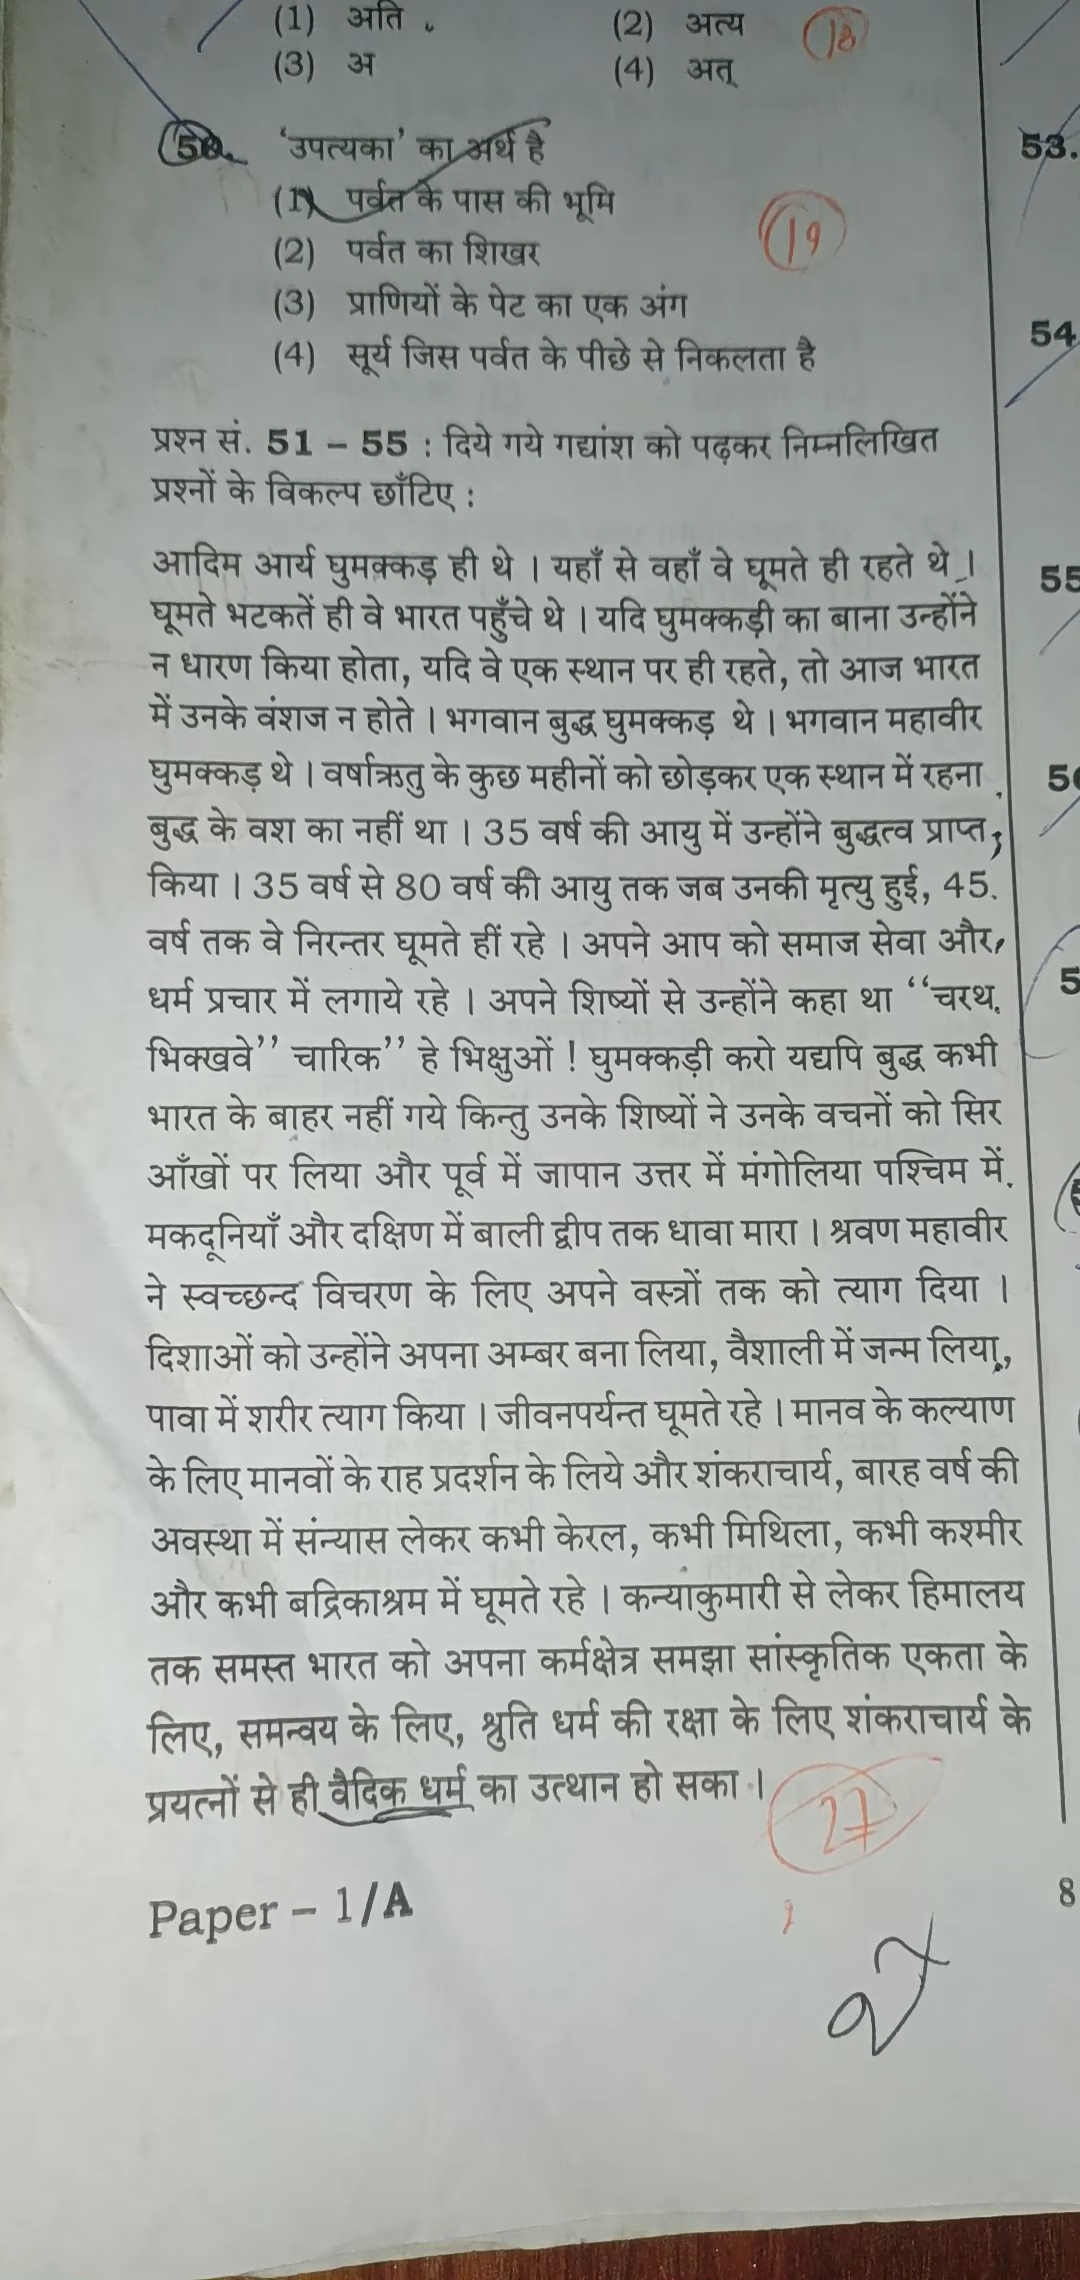 (1) अति . (2) अत्य
18
(3) अ (4) अत्
50. 'उपत्यका' का अर्थ है
(1) पर्वत के पास की भूमि
19
(2) पर्वत का शिखर
(3) प्राणियों के पेट का एक अंग
(4) सूर्य जिस पर्वत के पीछे से निकलता है
प्रश्न सं. 51 – 55 : दिये गये गद्यांश को पढ़कर निम्नलिखित
प्रश्नों के विकल्प छाँटिए :
आदिम आर्य घुमक्कड़ ही थे । यहाँ से वहाँ वे घूमते ही रहते थे ।
घूमते भटकतें ही वे भारत पहुँचे थे । यदि घुमक्कड़ी का बाना उन्होंने
न धारण किया होता, यदि वे एक स्थान पर ही रहते, तो आज भारत
में उनके वंशज न होते । भगवान बुद्ध घुमक्कड़ थे । भगवान महावीर
घुमक्कड़ थे । वर्षाऋतु के कुछ महीनों को छोड़कर एक स्थान में रहना
बुद्ध के वश का नहीं था । 35 वर्ष की आयु में उन्होंने बुद्धत्व प्राप्त
किया । 35 वर्ष से 80 वर्ष की आयु तक जब उनकी मृत्यु हुई, 45
वर्ष तक वे निरन्तर घूमते हीं रहे । अपने आप को समाज सेवा और
धर्म प्रचार में लगाये रहे । अपने शिष्यों से उन्होंने कहा था “चरथ
भिक्खवे” चारिक” हे भिक्षुओं ! घुमक्कड़ी करो यद्यपि बुद्ध कभी
भारत के बाहर नहीं गये किन्तु उनके शिष्यों ने उनके वचनों को सिर
आँखों पर लिया और पूर्व में जापान उत्तर में मंगोलिया पश्चिम में
मकदूनियाँ और दक्षिण में बाली द्वीप तक धावा मारा । श्रवण महावीर
ने स्वच्छन्द विचरण के लिए अपने वस्त्रों तक को त्याग दिया ।
दिशाओं को उन्होंने अपना अम्बर बना लिया, वैशाली में जन्म लिया,
पावा में शरीर त्याग किया । जीवनपर्यन्त घूमते रहे । मानव के कल्याण
के लिए मानवों के राह प्रदर्शन के लिये और शंकराचार्य, बारह वर्ष की
अवस्था में संन्यास लेकर कभी केरल, कभी मिथिला, कभी कश्मीर
और कभी बद्रिकाश्रम में घूमते रहे । कन्याकुमारी से लेकर हिमालय
तक समस्त भारत को अपना कर्मक्षेत्र समझा सांस्कृतिक एकता के
लिए, समन्वय के लिए, श्रुति धर्म की रक्षा के लिए शंकराचार्य के
प्रयत्नों से ही वैदिक धर्म का उत्थान हो सका ।
27
Paper – 1/A
8
53.
54
55
5